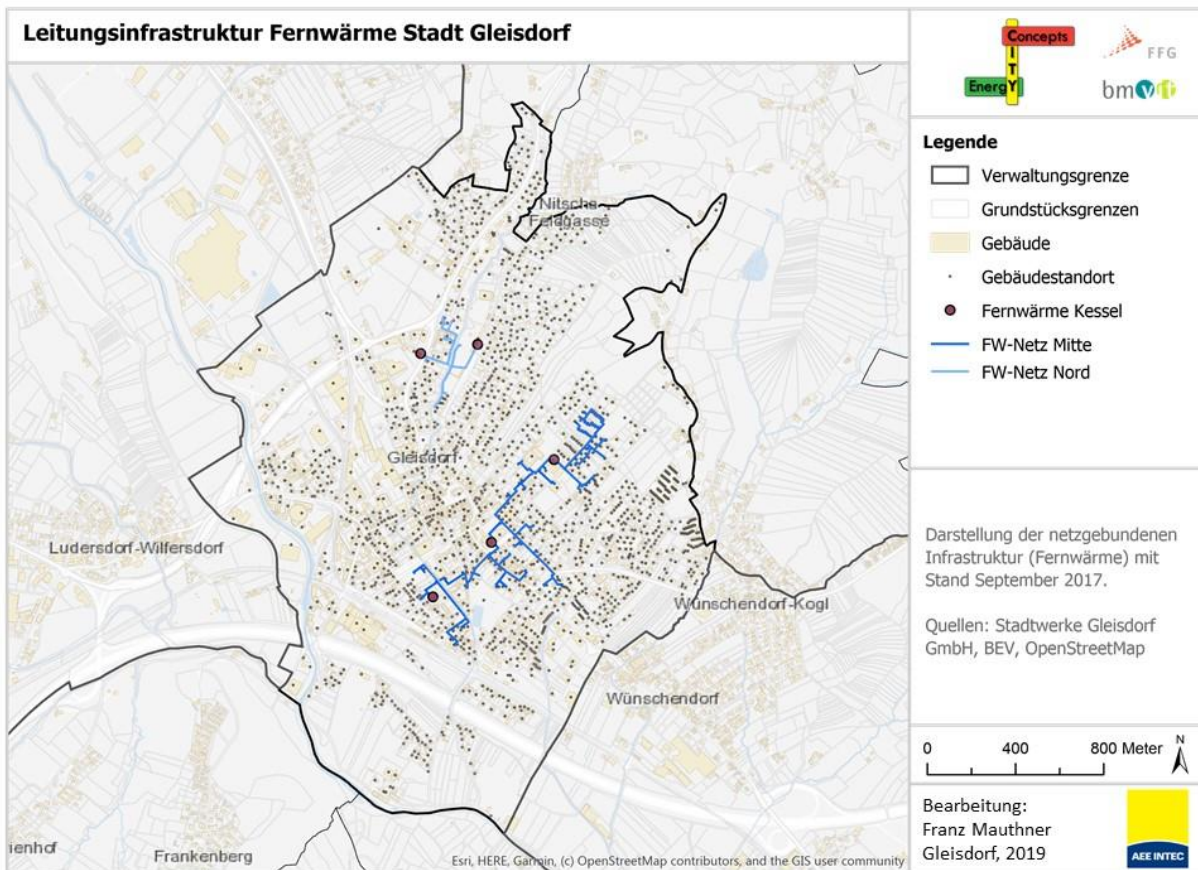 Leitungsinfrastruktur Fernwärme Stadt Gleisdorf
Concepts
C I T Y
Energy
FFG
bmvit
Legende
Verwaltungsgrenze
Grundstücksgrenzen
Gebäude
Gebäudestandort
Fernwärme Kessel
FW-Netz Mitte
FW-Netz Nord
Raab
Nitscha
Feldgasse
Gleisdorf
Ludersdorf-Wilfersdorf
Wünschendorf-Kogl
Wünschendorf
ienhof
Frankenberg
Esri, HERE, Garmin, (c) OpenStreetMap contributors, and the GIS user community
Darstellung der netzgebundenen
Infrastruktur (Fernwärme) mit
Stand September 2017.
Quellen: Stadtwerke Gleisdorf
GmbH, BEV, OpenStreetMap
0 400 800 Meter
N
Bearbeitung:
Franz Mauthner
Gleisdorf, 2019
AEE INTEC